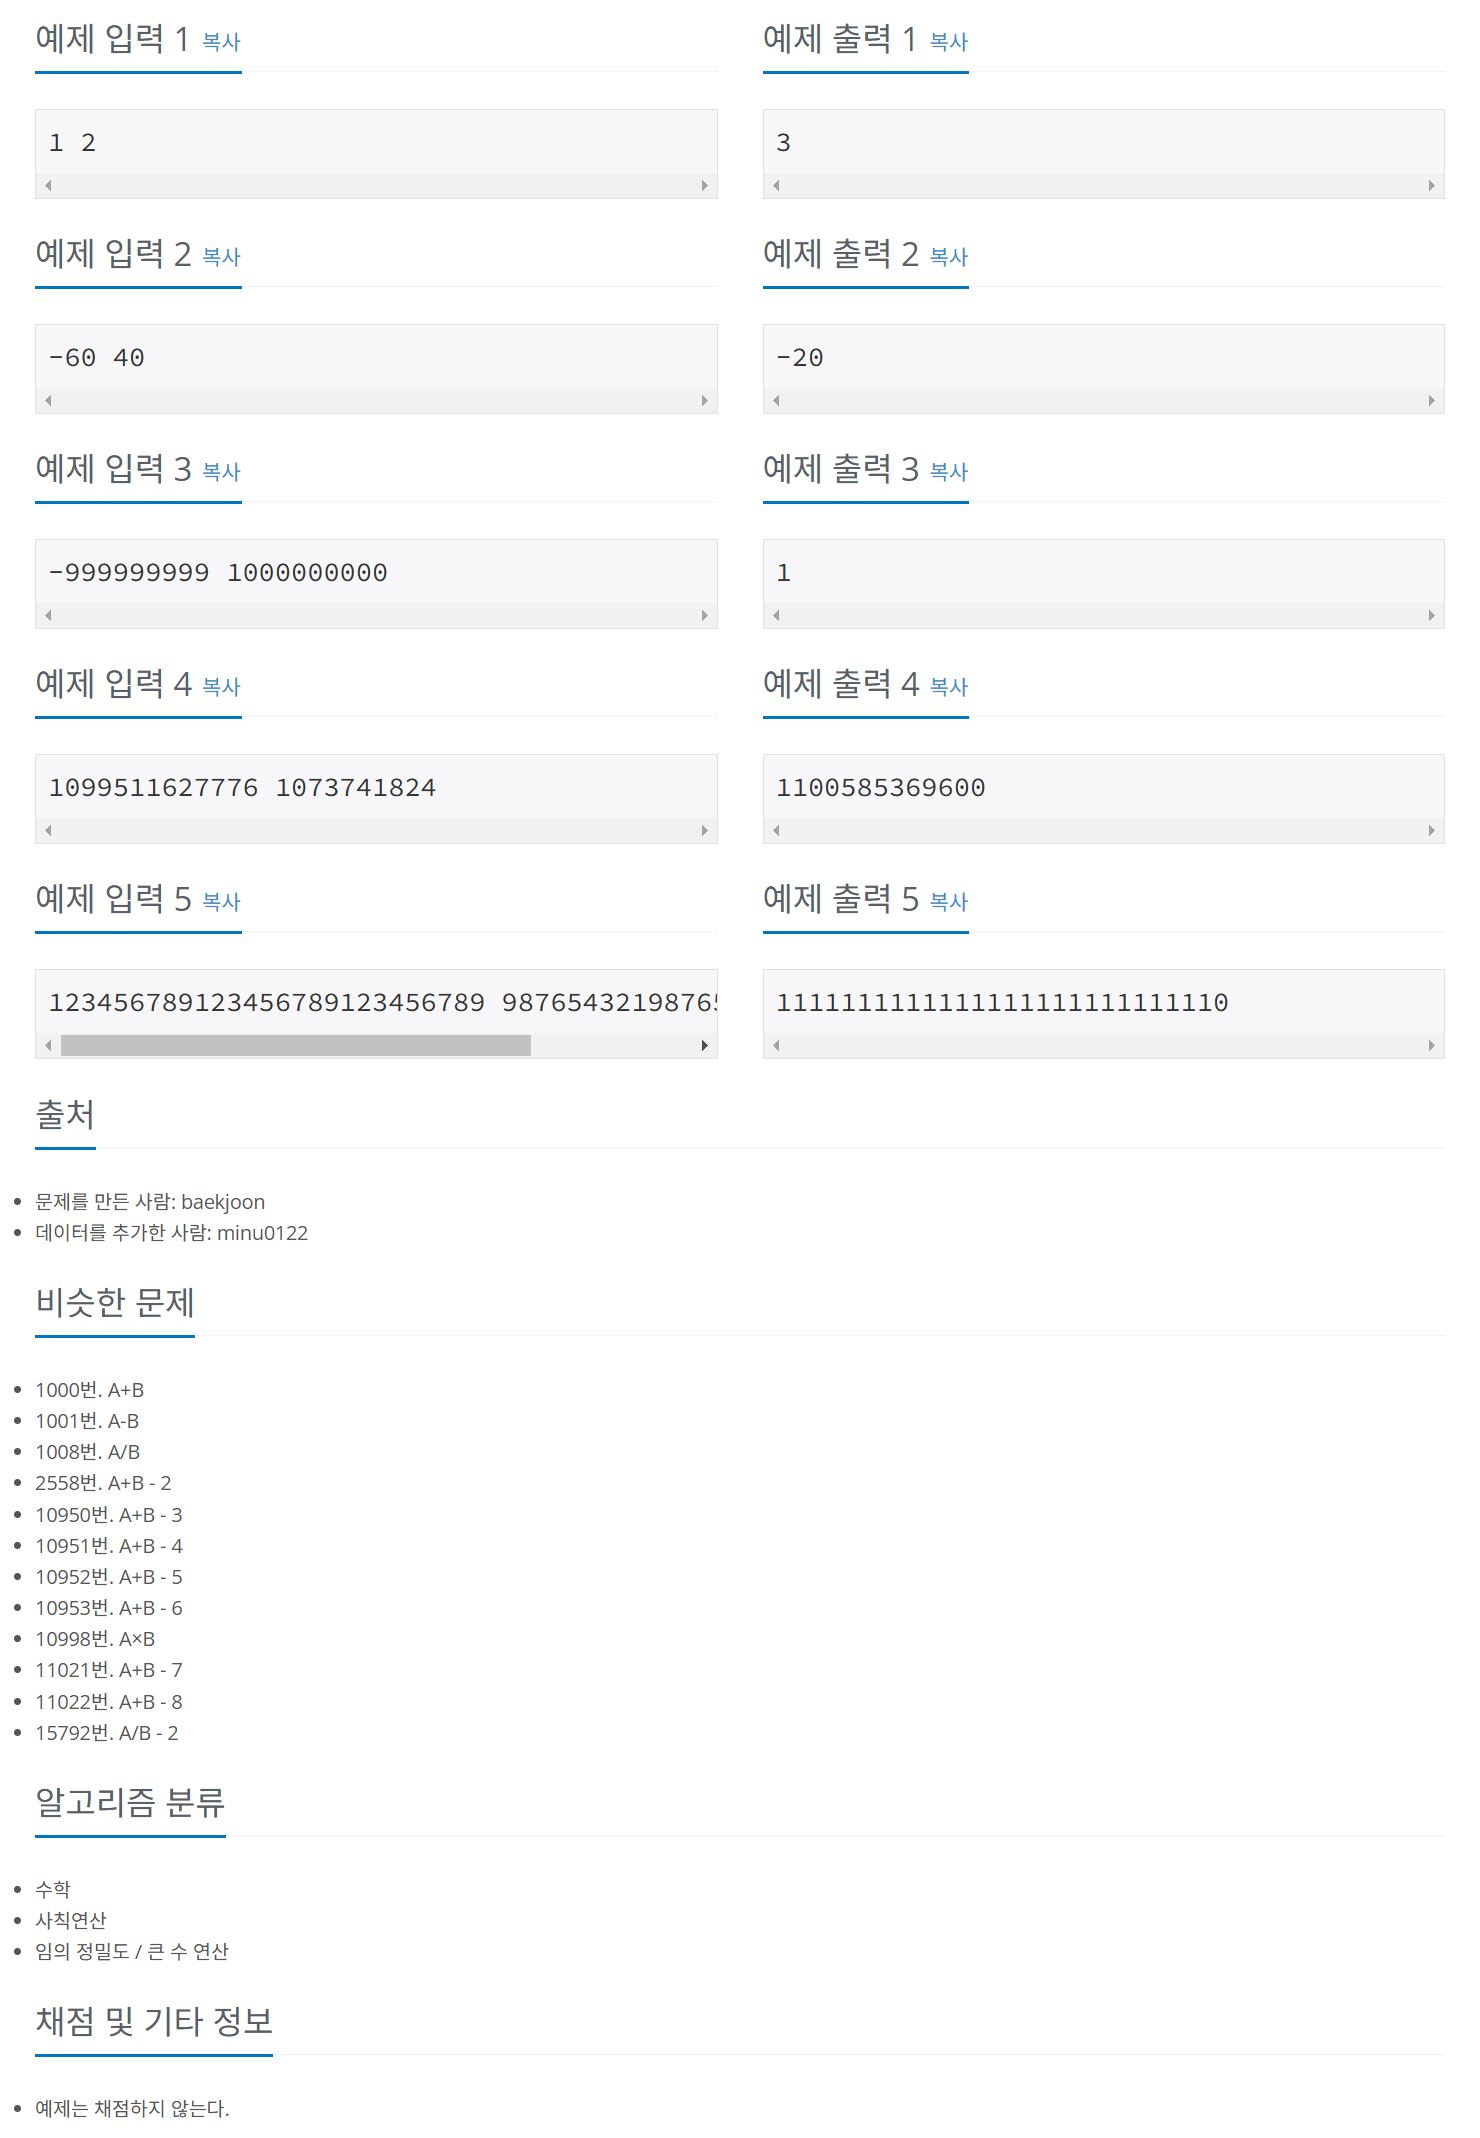 예제 입력 1 복사
예제 출력 1 복사
1 2
3
예제 입력 2 복사
예제 출력 2 복사
-60 40
-20
예제 입력 3 복사
예제 출력 3 복사
-999999999 1000000000
1
예제 입력 4 복사
예제 출력 4 복사
1099511627776 1073741824
1100585369600
예제 입력 5 복사
예제 출력 5 복사
123456789123456789123456789 9876543219876
1111111111111111111111111110
출처
문제를 만든 사람: baekjoon
데이터를 추가한 사람: minu0122
비슷한 문제
1000번. A+B
1001번. A-B
1008번. A/B
2558번. A+B - 2
10950번. A+B - 3
10951번. A+B - 4
10952번. A+B - 5
10953번. A+B - 6
10998번. A×B
11021번. A+B - 7
11022번. A+B - 8
15792번. A/B - 2
알고리즘 분류
수학
사칙연산
임의 정밀도 / 큰 수 연산
채점 및 기타 정보
예제는 채점하지 않는다.